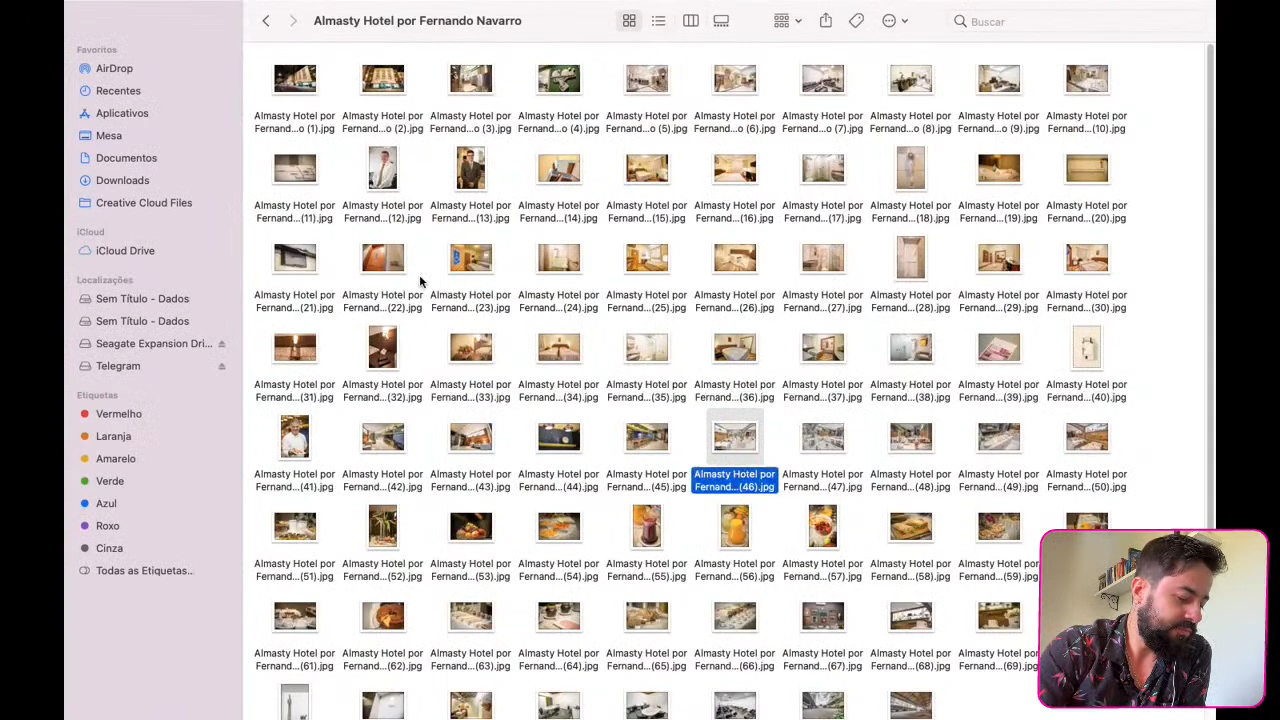 Almasty Hotel por Fernando Navarro
Buscar
Favoritos
AirDrop
Recentes
Aplicativos
Mesa
Documentos
Downloads
Creative Cloud Files
iCloud
iCloud Drive
Localizações
Sem Título - Dados
Sem Título - Dados
Seagate Expansion Dri...
Telegram
Etiquetas
Vermelho
Laranja
Amarelo
Verde
Azul
Roxo
Cinza
Todas as Etiquetas...
Almasty Hotel por Almasty Hotel por Almasty Hotel por Almasty Hotel por Almasty Hotel por Almasty Hotel por Almasty Hotel por Almasty Hotel por Almasty Hotel por Almasty Hotel por
Fernand...o (1).jpg Fernand...o (2).jpg Fernand...o (3).jpg Fernand...o (4).jpg Fernand...o (5).jpg Fernand...o (6).jpg Fernand...o (7).jpg Fernand...o (8).jpg Fernand...o (9).jpg Fernand...(10).jpg
Almasty Hotel por Almasty Hotel por Almasty Hotel por Almasty Hotel por Almasty Hotel por Almasty Hotel por Almasty Hotel por Almasty Hotel por Almasty Hotel por Almasty Hotel por
Fernand...(11).jpg Fernand...(12).jpg Fernand...(13).jpg Fernand...(14).jpg Fernand...(15).jpg Fernand...(16).jpg Fernand...(17).jpg Fernand...(18).jpg Fernand...(19).jpg Fernand...(20).jpg
Almasty Hotel por Almasty Hotel por Almasty Hotel por Almasty Hotel por Almasty Hotel por Almasty Hotel por Almasty Hotel por Almasty Hotel por Almasty Hotel por Almasty Hotel por
Fernand...(21).jpg Fernand...(22).jpg Fernand...(23).jpg Fernand...(24).jpg Fernand...(25).jpg Fernand...(26).jpg Fernand...(27).jpg Fernand...(28).jpg Fernand...(29).jpg Fernand...(30).jpg
Almasty Hotel por Almasty Hotel por Almasty Hotel por Almasty Hotel por Almasty Hotel por Almasty Hotel por Almasty Hotel por Almasty Hotel por Almasty Hotel por Almasty Hotel por
Fernand...(31).jpg Fernand...(32).jpg Fernand...(33).jpg Fernand...(34).jpg Fernand...(35).jpg Fernand...(36).jpg Fernand...(37).jpg Fernand...(38).jpg Fernand...(39).jpg Fernand...(40).jpg
Almasty Hotel por Almasty Hotel por Almasty Hotel por Almasty Hotel por Almasty Hotel por Almasty Hotel por Almasty Hotel por Almasty Hotel por Almasty Hotel por Almasty Hotel por
Fernand...(41).jpg Fernand...(42).jpg Fernand...(43).jpg Fernand...(44).jpg Fernand...(45).jpg Fernand...(46).jpg Fernand...(47).jpg Fernand...(48).jpg Fernand...(49).jpg Fernand...(50).jpg
Almasty Hotel por Almasty Hotel por Almasty Hotel por Almasty Hotel por Almasty Hotel por Almasty Hotel por Almasty Hotel por Almasty Hotel por Almasty Hotel por
Fernand...(51).jpg Fernand...(52).jpg Fernand...(53).jpg Fernand...(54).jpg Fernand...(55).jpg Fernand...(56).jpg Fernand...(57).jpg Fernand...(58).jpg Fernand...(59).jpg
Almasty Hotel por Almasty Hotel por Almasty Hotel por Almasty Hotel por Almasty Hotel por Almasty Hotel por Almasty Hotel por Almasty Hotel por Almasty Hotel por
Fernand...(61).jpg Fernand...(62).jpg Fernand...(63).jpg Fernand...(64).jpg Fernand...(65).jpg Fernand...(66).jpg Fernand...(67).jpg Fernand...(68).jpg Fernand...(69).jpg